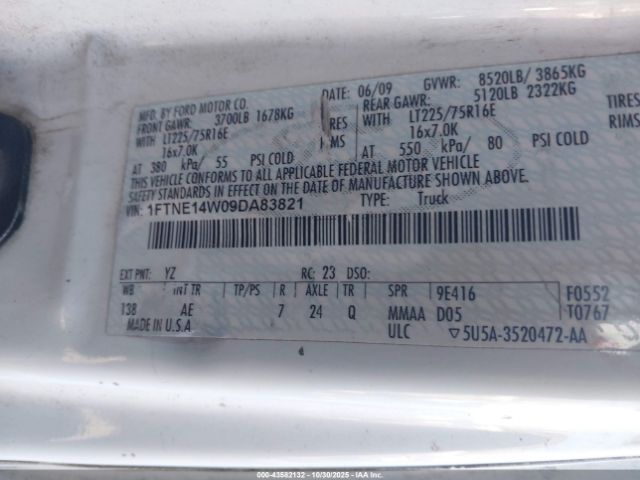 MFD. BY FORD MOTOR CO.
DATE: 06/09 GVWR: 8520LB/ 3865KG
FRONT GAWR: 3700LB 1678KG REAR GAWR: 5120LB 2322KG
WITH LT225/75R16E RES WITH LT225/75R16E TIRES
16x7.0K MS 16x7.0K RIMS
AT 380 kPa/ 55 PSI COLD AT 550 kPa/ 80 PSI COLD
THIS VEHICLE CONFORMS TO ALL APPLICABLE FEDERAL MOTOR VEHICLE
SAFETY STANDARDS IN EFFECT ON THE DATE OF MANUFACTURE SHOWN ABOVE.
VIN: 1FTNE14W09DA83821 TYPE: Truck
EXT PNT: YZ RC: 23 DSO:
WB INT TR TP/PS R AXLE TR SPR 9E416 F0552
138 AE 7 24 Q MMAA D05 T0767
MADE IN U.S.A. ULC ▽5U5A-3520472-AA
000-43582132 - 10/30/2025 - IAAI.com